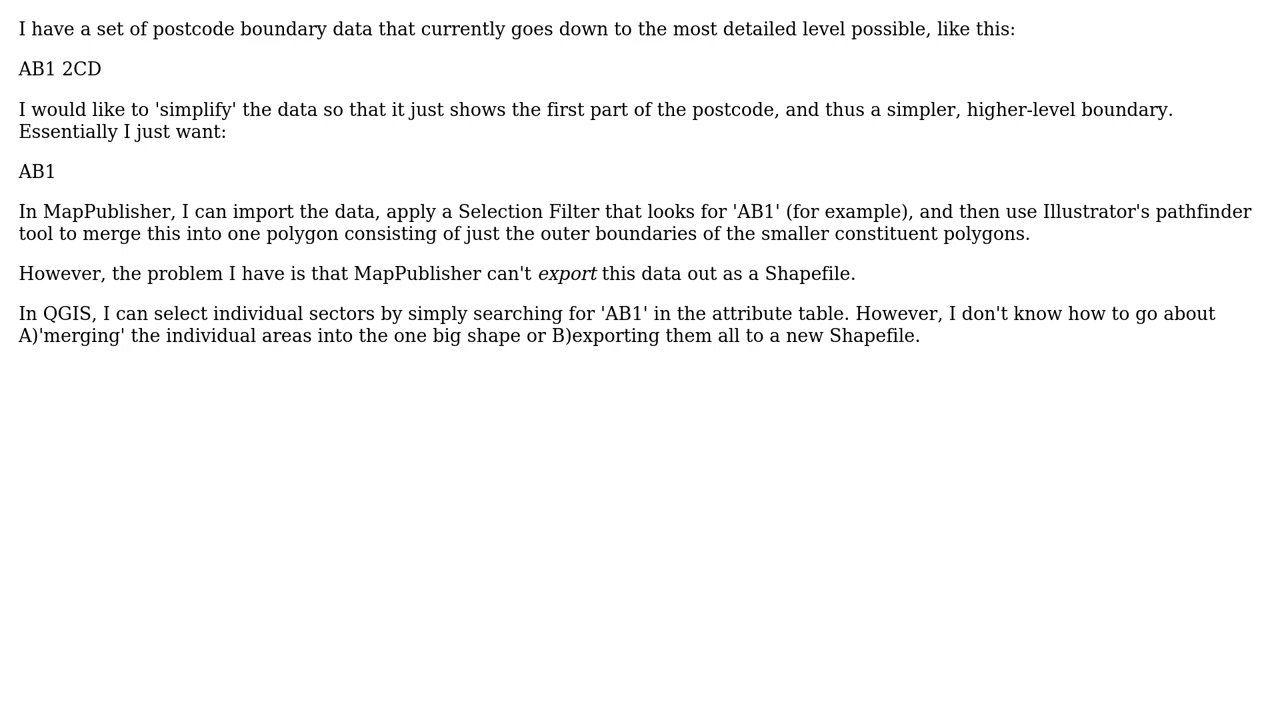 I have a set of postcode boundary data that currently goes down to the most detailed level possible, like this:
AB1 2CD
I would like to 'simplify' the data so that it just shows the first part of the postcode, and thus a simpler, higher-level boundary.
Essentially I just want:
AB1
In MapPublisher, I can import the data, apply a Selection Filter that looks for 'AB1' (for example), and then use Illustrator's pathfinder
tool to merge this into one polygon consisting of just the outer boundaries of the smaller constituent polygons.
However, the problem I have is that MapPublisher can't export this data out as a Shapefile.
In QGIS, I can select individual sectors by simply searching for 'AB1' in the attribute table. However, I don't know how to go about
A)'merging' the individual areas into the one big shape or B)exporting them all to a new Shapefile.